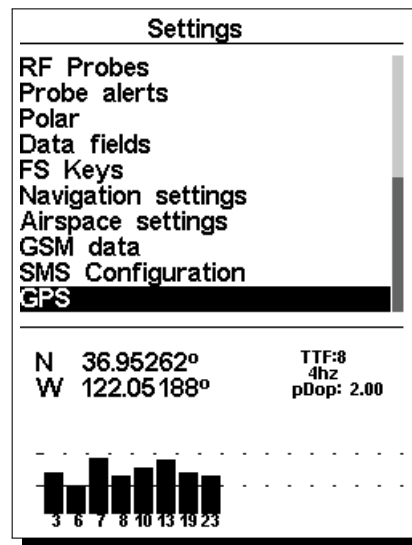 Settings
RF Probes
Probe alerts
Polar
Data fields
FS Keys
Navigation settings
Airspace settings
GSM data
SMS Configuration
GPS
N 36.95262º
W 122.05188º
TTF:8
4hz
pDop: 2.00
3 6 7 8 10 13 19 23